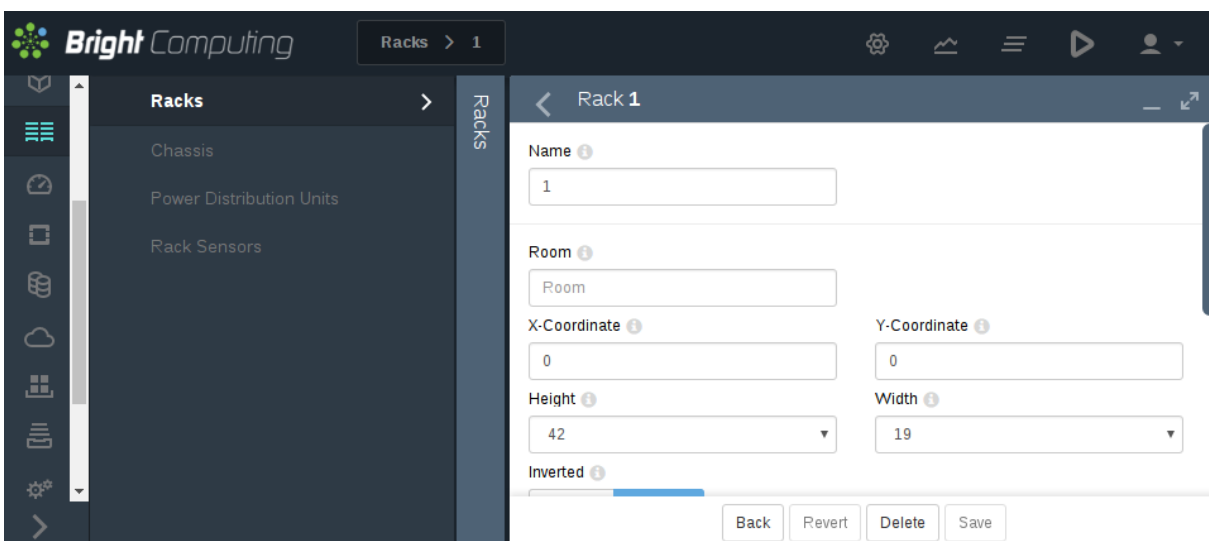 Bright Computing
Racks > 1
Racks
Chassis
Power Distribution Units
Rack Sensors
Racks
Rack 1
Name
1
Room
Room
X-Coordinate
Y-Coordinate
0
0
Height
Width
42
19
Inverted
Back
Revert
Delete
Save